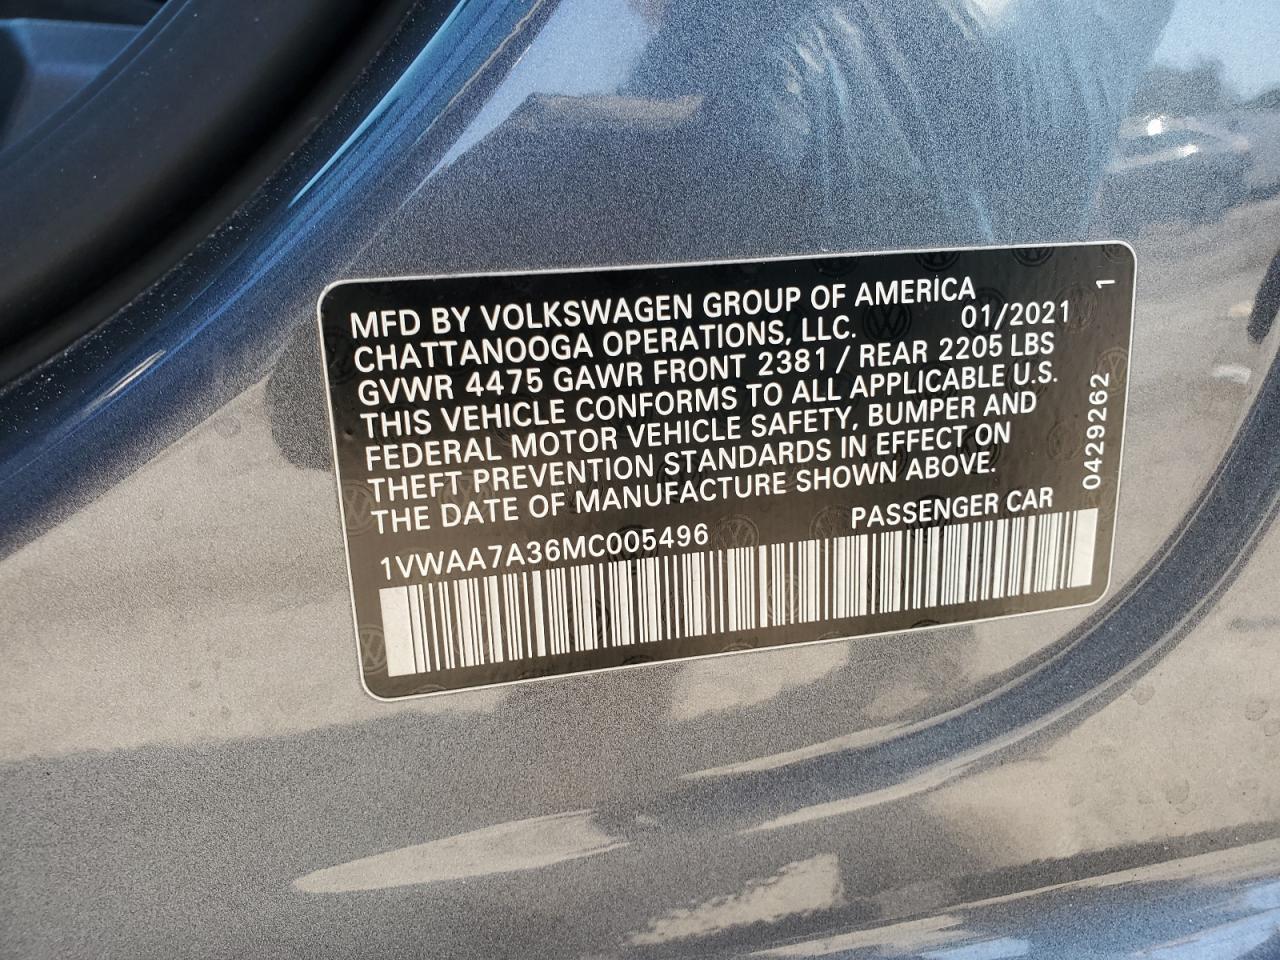 MFD BY VOLKSWAGEN GROUP OF AMERICA
CHATTANOOGA OPERATIONS, LLC. 01/2021 1
GVWR 4475 GAWR FRONT 2381 / REAR 2205 LBS
THIS VEHICLE CONFORMS TO ALL APPLICABLE U.S.
FEDERAL MOTOR VEHICLE SAFETY, BUMPER AND
THEFT PREVENTION STANDARDS IN EFFECT ON
THE DATE OF MANUFACTURE SHOWN ABOVE.
0429262
1VWAA7A36MC005496 PASSENGER CAR